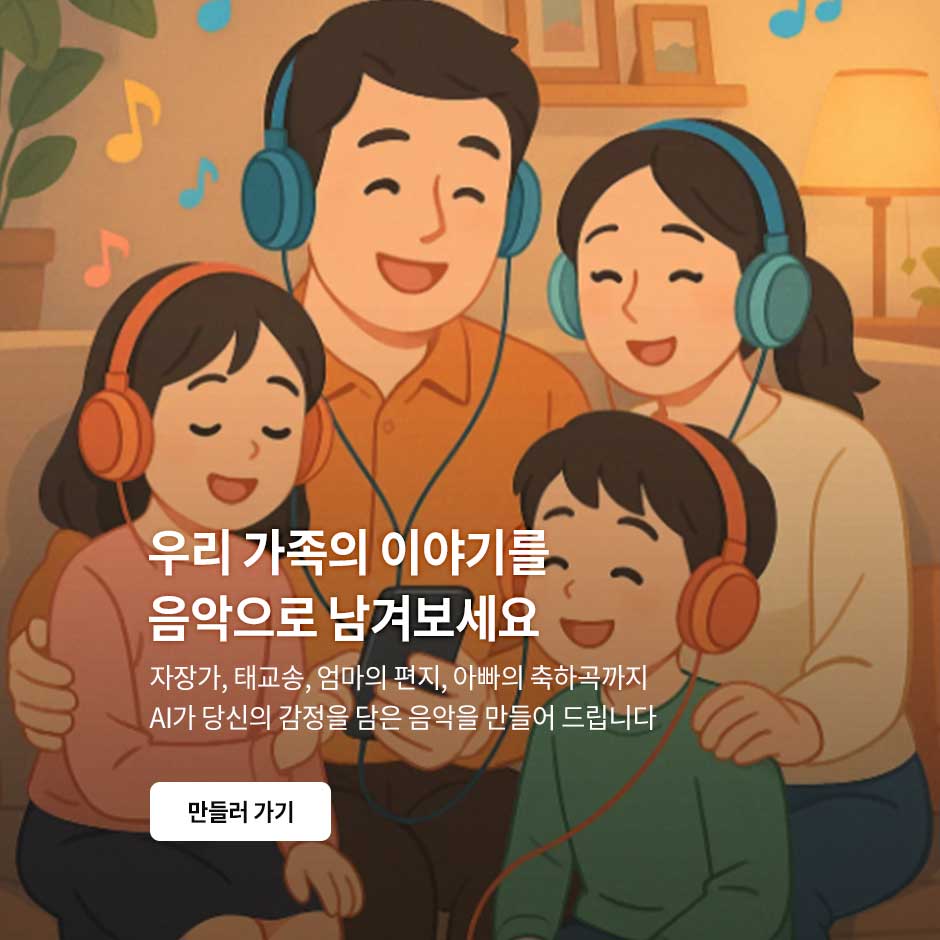 우리 가족의 이야기를
음악으로 남겨보세요
자장가, 태교송, 엄마의 편지, 아빠의 축하곡까지
AI가 당신의 감정을 담은 음악을 만들어 드립니다
만들러 가기